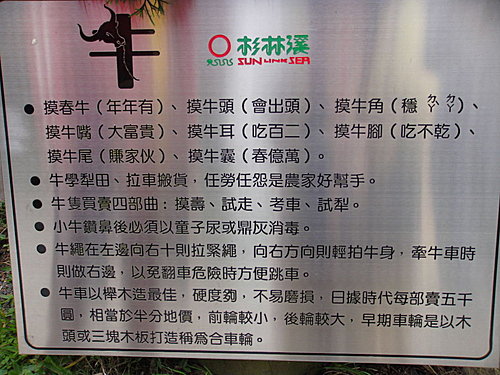 牛
杉林溪
SUN LINK SEA
● 摸春牛（年年有）、摸牛頭（會出頭）、摸牛角（穩ㄉㄚㄉㄚ）、
摸牛嘴（大富貴）、摸牛耳（吃百二）、摸牛腳（吃不乾）、
摸牛尾（賺家伙）、摸牛囊（春億萬）。
● 牛學犁田、拉車搬貨，任勞任怨是農家好幫手。
● 牛隻買賣四部曲：摸壽、試走、考車、試犁。
● 小牛鑽鼻後必須以童子尿或鼎灰消毒。
● 牛繩在左邊向右十則拉緊繩，向右方向則輕拍牛身，牽牛車時
則做右邊，以免翻車危險時方便跳車。
● 牛車以櫸木造最佳，硬度夠，不易磨損，日據時代每部賣五千
圓，相當於半分地價，前輪較小，後輪較大，早期車輪是以木
頭或三塊木板打造稱為合車輪。